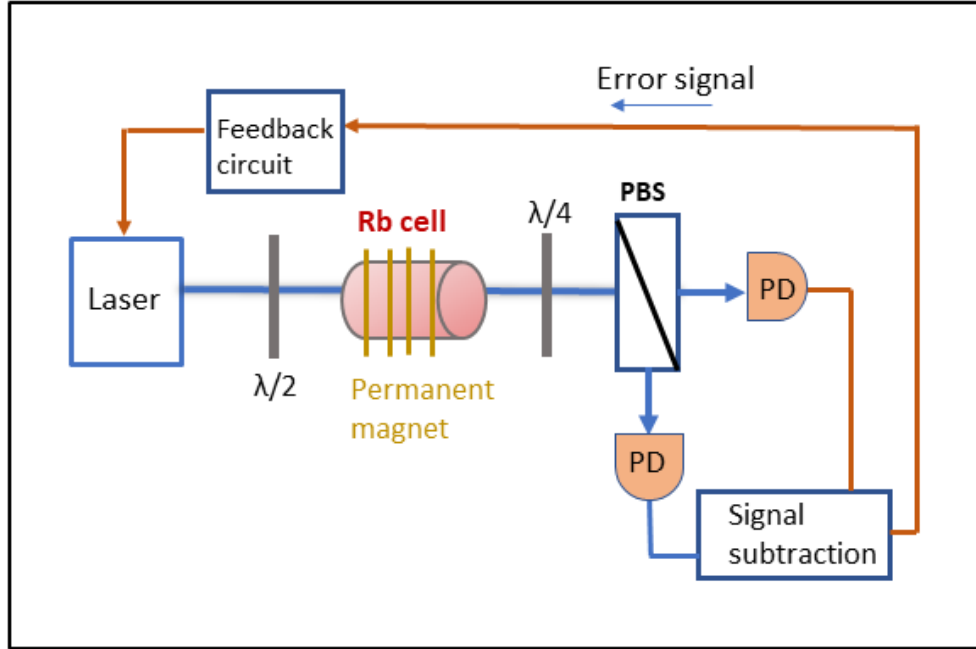 Error signal
Feedback
circuit
PBS
λ/4
Rb cell
Laser
PD
λ/2
Permanent
magnet
PD
Signal
subtraction